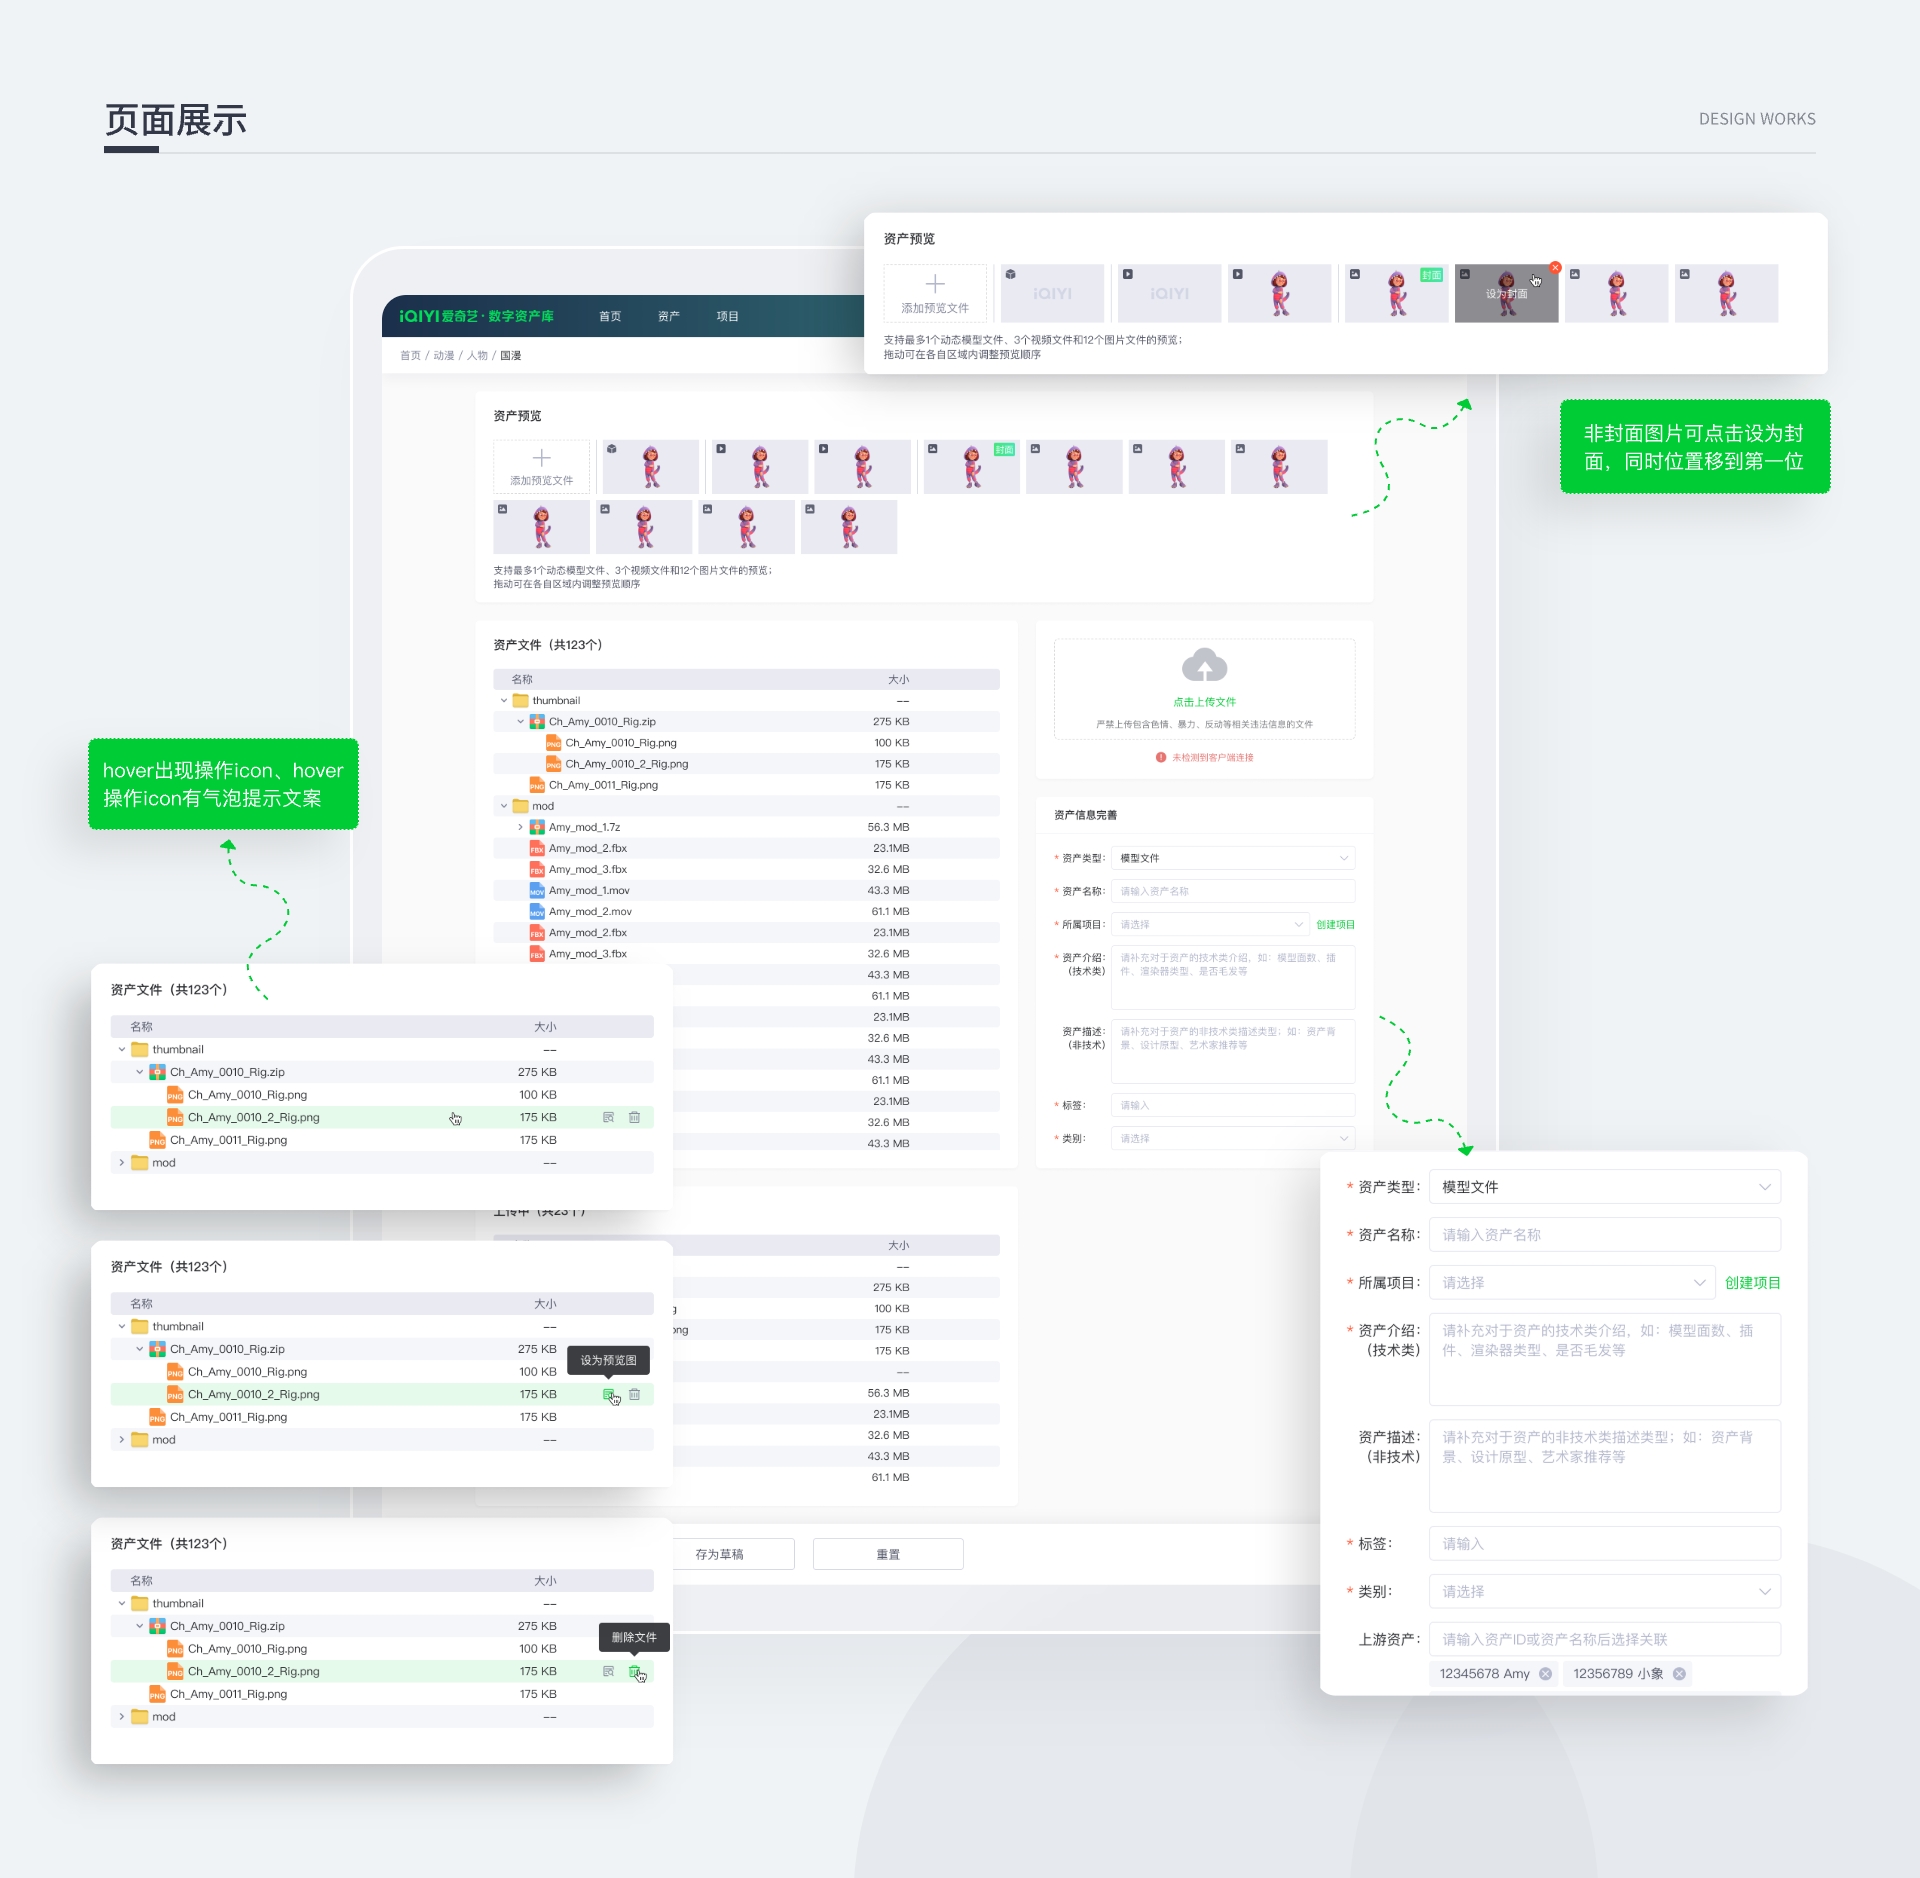 页面展示
DESIGN WORKS
资产预览
添加预览文件
iQIYI
iQIYI
封面
设为封面
支持最多1个动态模型文件、3个视频文件和12个图片文件的预览；
拖动可在各自区域内调整预览顺序
非封面图片可点击设为封
面，同时位置移到第一位
iQIYI 爱奇艺·数字资产库 首页 资产 项目
首页 / 动漫 / 人物 / 国漫
资产预览
添加预览文件
封面
支持最多1个动态模型文件、3个视频文件和12个图片文件的预览；
拖动可在各自区域内调整预览顺序
资产文件（共123个）
名称 大小
thumbnail --
Ch_Amy_0010_Rig.zip 275 KB
PNG Ch_Amy_0010_Rig.png 100 KB
PNG Ch_Amy_0010_2_Rig.png 175 KB
PNG Ch_Amy_0011_Rig.png 175 KB
mod --
Amy_mod_1.7z 56.3 MB
FBX Amy_mod_2.fbx 23.1MB
FBX Amy_mod_3.fbx 32.6 MB
MOV Amy_mod_1.mov 43.3 MB
MOV Amy_mod_2.mov 61.1 MB
FBX Amy_mod_2.fbx 23.1MB
FBX Amy_mod_3.fbx 32.6 MB
43.3 MB
61.1 MB
23.1MB
32.6 MB
43.3 MB
61.1 MB
23.1MB
32.6 MB
43.3 MB
点击上传文件
严禁上传包含色情、暴力、反动等相关违法信息的文件
未检测到客户端连接
资产信息完善
* 资产类型： 模型文件
* 资产名称： 请输入资产名称
* 所属项目： 请选择 创建项目
* 资产介绍：
（技术类）
请补充对于资产的技术类介绍，如：模型面数、插
件、渲染器类型、是否毛发等
资产描述：
（非技术）
请补充对于资产的非技术类描述类型；如：资产背
景、设计原型、艺术家推荐等
* 标签： 请输入
* 类别： 请选择
hover出现操作icon、hover
操作icon有气泡提示文案
资产文件（共123个）
名称 大小
thumbnail --
Ch_Amy_0010_Rig.zip 275 KB
PNG Ch_Amy_0010_Rig.png 100 KB
PNG Ch_Amy_0010_2_Rig.png 175 KB
PNG Ch_Amy_0011_Rig.png 175 KB
mod --
上传中（共23个）
大小
--
275 KB
100 KB
ng 175 KB
175 KB
--
56.3 MB
23.1MB
32.6 MB
43.3 MB
61.1 MB
资产文件（共123个）
名称 大小
thumbnail --
Ch_Amy_0010_Rig.zip 275 KB
设为预览图
PNG Ch_Amy_0010_Rig.png 100 KB
PNG Ch_Amy_0010_2_Rig.png 175 KB
PNG Ch_Amy_0011_Rig.png 175 KB
mod --
资产文件（共123个）
名称 大小
thumbnail --
Ch_Amy_0010_Rig.zip 275 KB
删除文件
PNG Ch_Amy_0010_Rig.png 100 KB
PNG Ch_Amy_0010_2_Rig.png 175 KB
PNG Ch_Amy_0011_Rig.png 175 KB
mod --
存为草稿 重置
* 资产类型： 模型文件
* 资产名称： 请输入资产名称
* 所属项目： 请选择 创建项目
* 资产介绍：
（技术类）
请补充对于资产的技术类介绍，如：模型面数、插
件、渲染器类型、是否毛发等
资产描述：
（非技术）
请补充对于资产的非技术类描述类型；如：资产背
景、设计原型、艺术家推荐等
* 标签： 请输入
* 类别： 请选择
上游资产： 请输入资产ID或资产名称后选择关联
12345678 Amy 12356789 小象